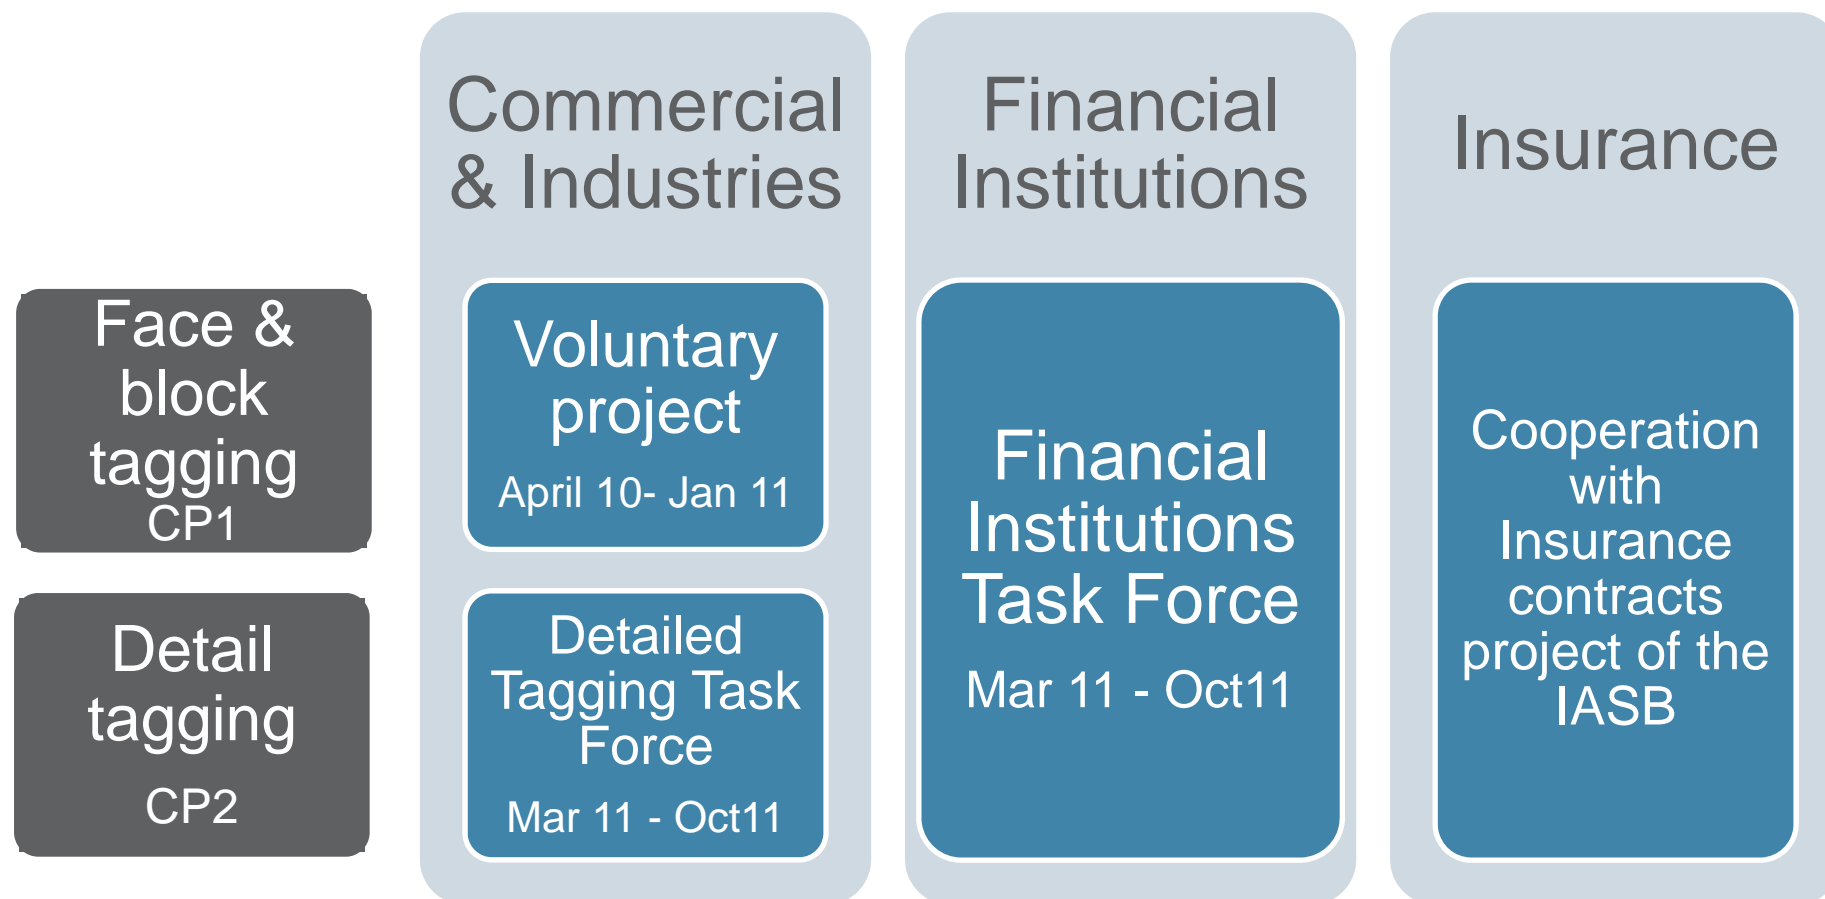 Commercial
& Industries
Financial
Institutions
Insurance
Face &
block
tagging
CP1
Voluntary
project
April 10- Jan 11
Financial
Institutions
Task Force
Mar 11 - Oct11
Cooperation
with
Insurance
contracts
project of the
IASB
Detail
tagging
CP2
Detailed
Tagging Task
Force
Mar 11 - Oct11